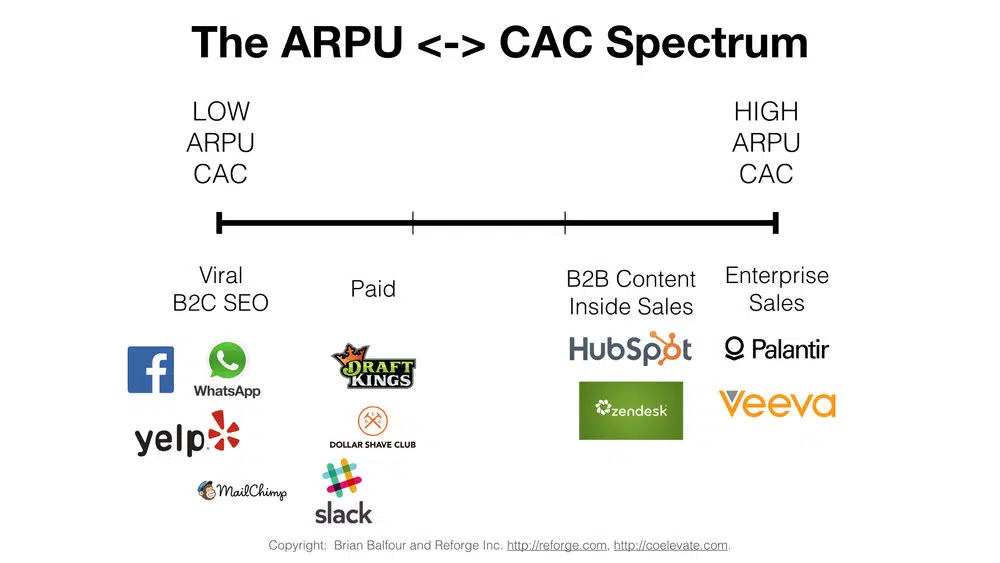 The ARPU <-> CAC Spectrum
LOW
ARPU
CAC
HIGH
ARPU
CAC
Viral
B2C SEO
Paid
B2B Content
Inside Sales
Enterprise
Sales
f
WhatsApp
yelp
MailChimp
DRAFT
KINGS
DOLLAR SHAVE CLUB
slack
HubSpot
zendesk
Palantir
Veeva
Copyright: Brian Balfour and Reforge Inc. http://reforge.com, http://coelevate.com.